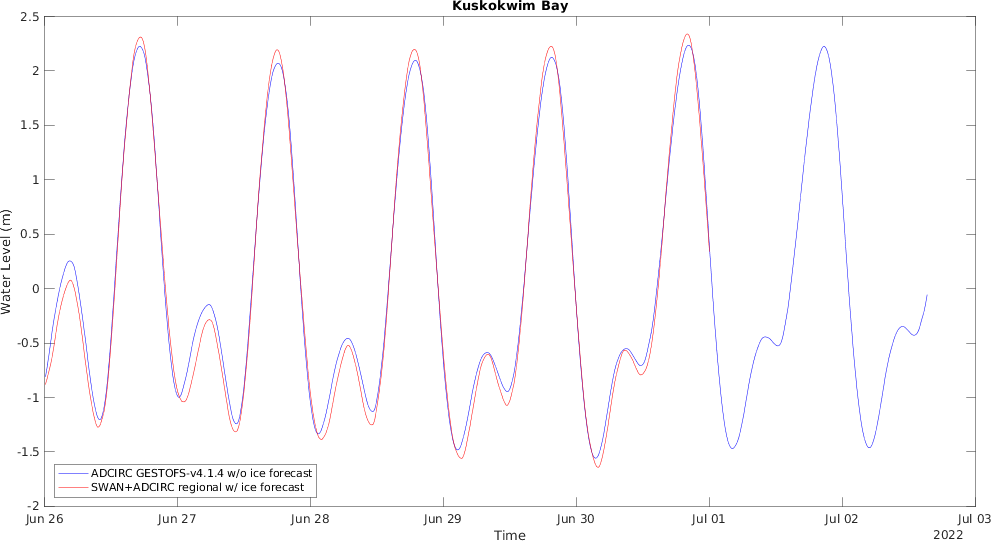 Kuskokwim Bay
2.5
2
1.5
1
0.5
0
-0.5
-1
-1.5
-2
Water Level (m)
ADCIRC GESTOFS-v4.1.4 w/o ice forecast
SWAN+ADCIRC regional w/ ice forecast
Jun 26 Jun 27 Jun 28 Jun 29 Jun 30 Jul 01 Jul 02 Jul 03
Time
2022